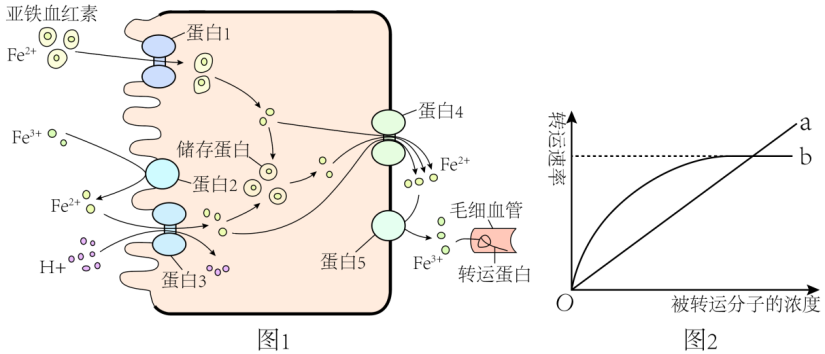 亚铁血红素
Fe2+
蛋白1
Fe3+
储存蛋白
蛋白2
Fe2+
H+
蛋白3
蛋白4
Fe2+
毛细血管
蛋白5
Fe3+
转运蛋白
图1
转运速率
a
b
O
被转运分子的浓度
图2